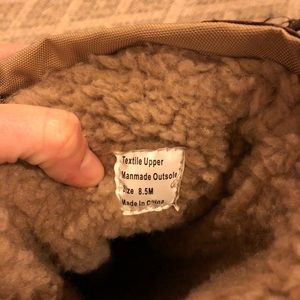 Textile Upper
Manmade Outsole
Size 8.5M
Made In China